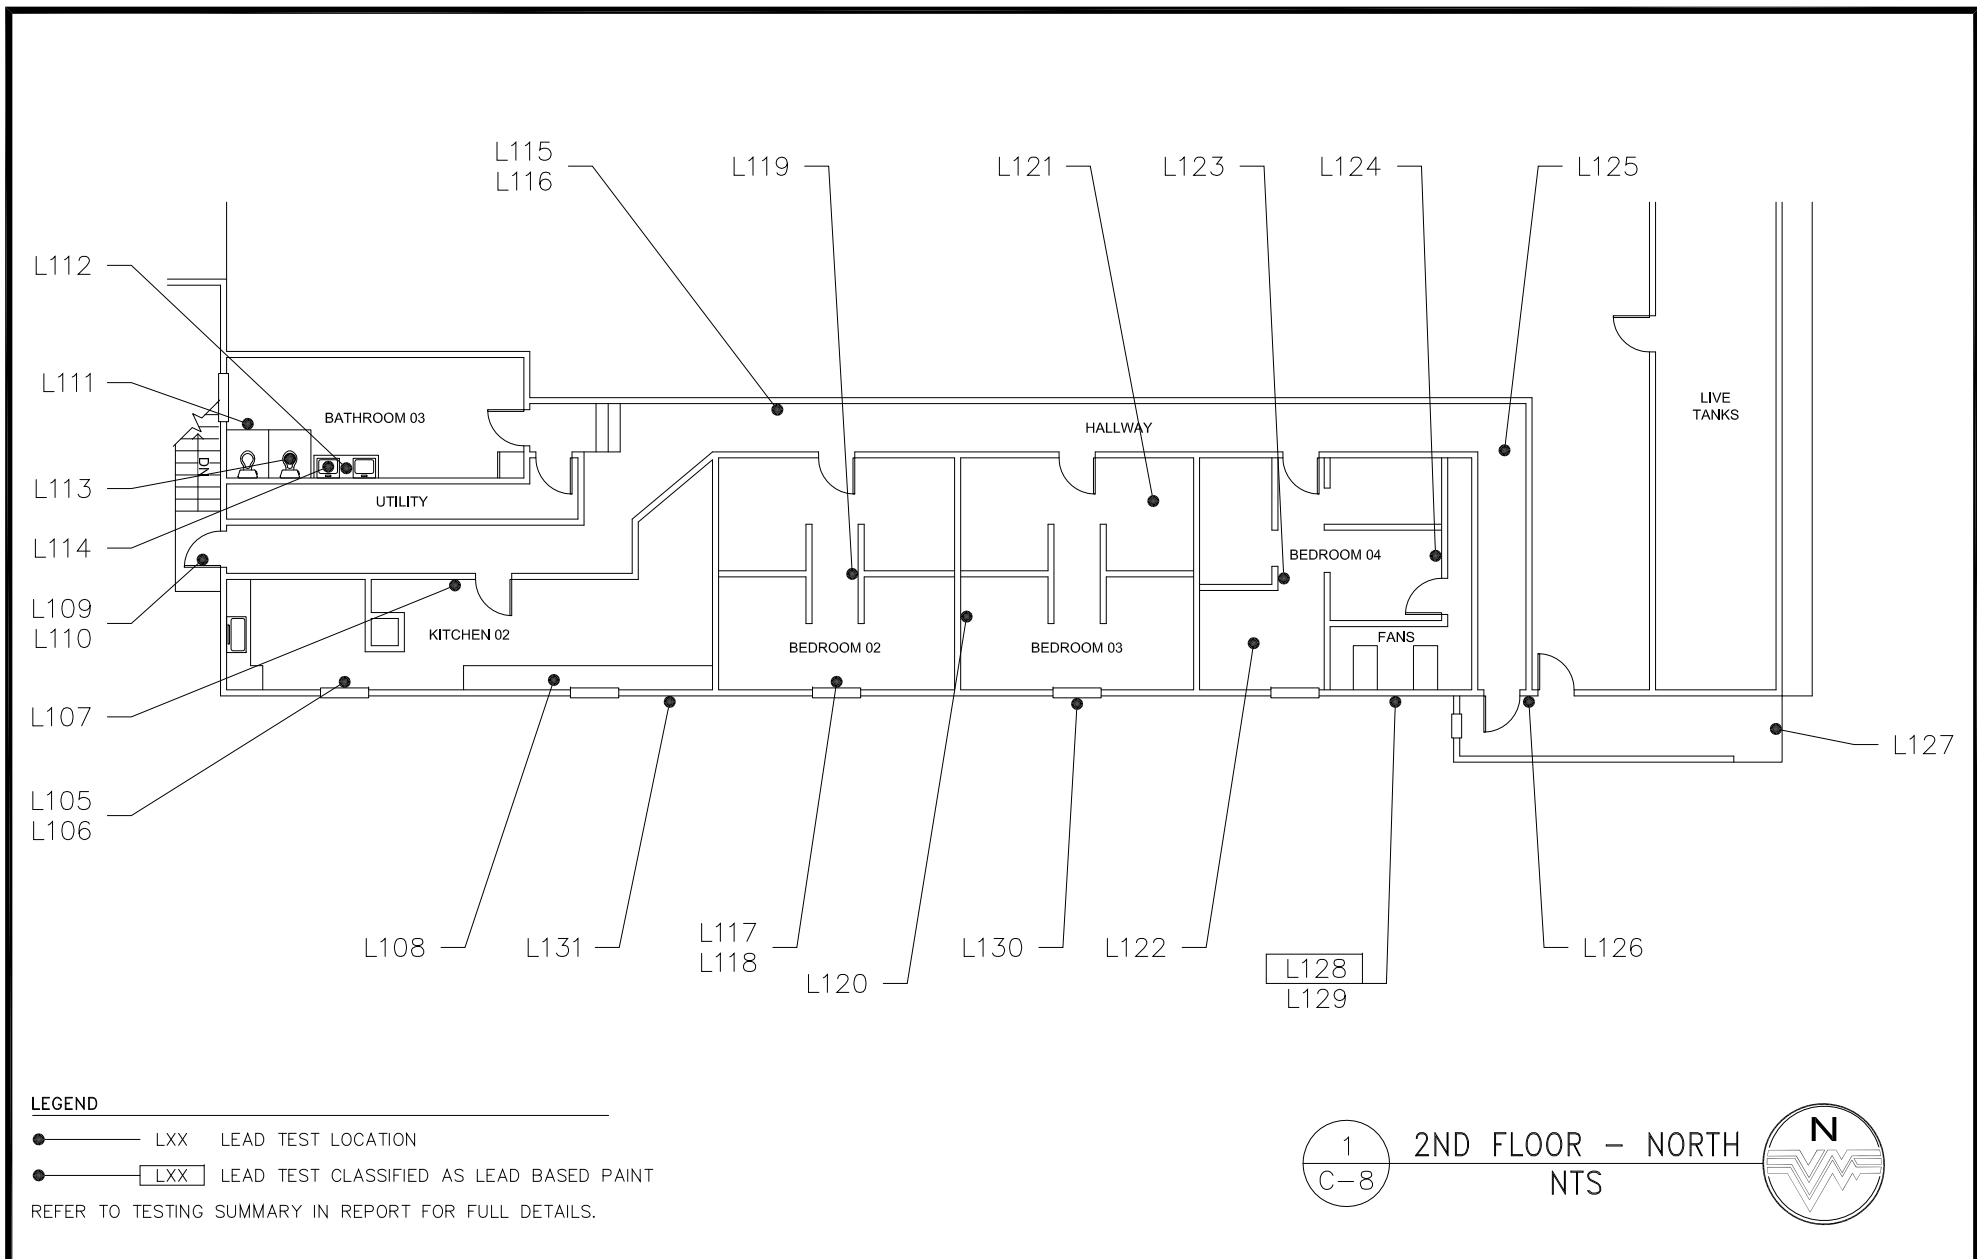 L115
L116
L119
L121
L123
L124
L125
L112
L111
BATHROOM 03
HALLWAY
LIVE
TANKS
DN
L113
UTILITY
L114
BEDROOM 04
L109
L110
KITCHEN 02
BEDROOM 02
BEDROOM 03
FANS
L107
L127
L105
L106
L108
L131
L117
L118
L120
L130
L122
L128
L129
L126
LEGEND
LXX LEAD TEST LOCATION
LXX LEAD TEST CLASSIFIED AS LEAD BASED PAINT
REFER TO TESTING SUMMARY IN REPORT FOR FULL DETAILS.
1
C-8
2ND FLOOR - NORTH
NTS
N